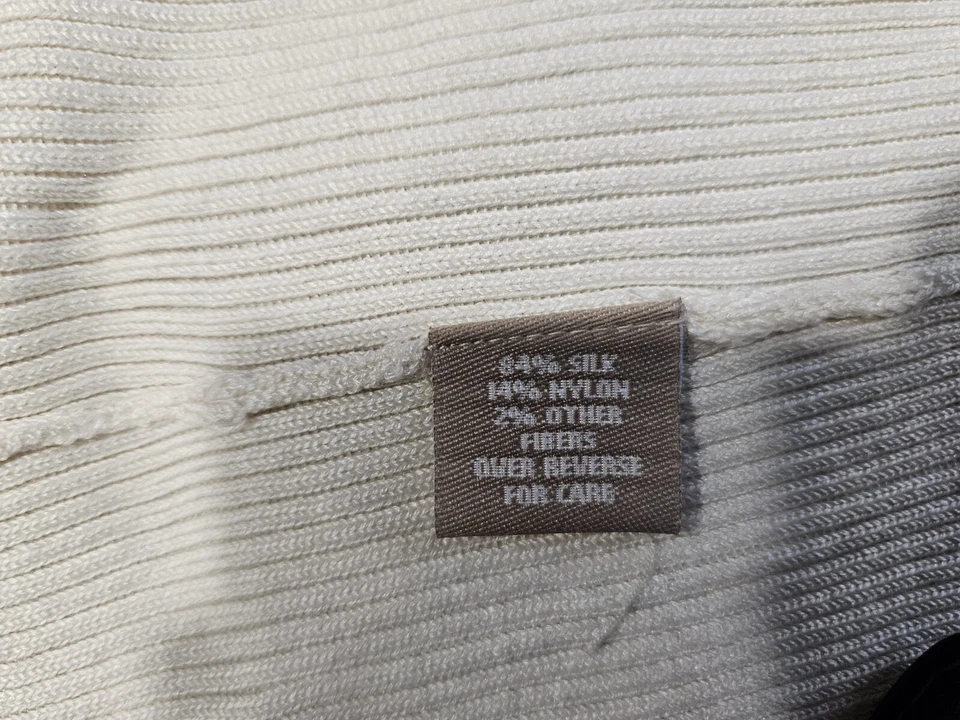 84% SILK
14% NYLON
2% OTHER
FIBERS
OVER REVERSE
FOR CARE